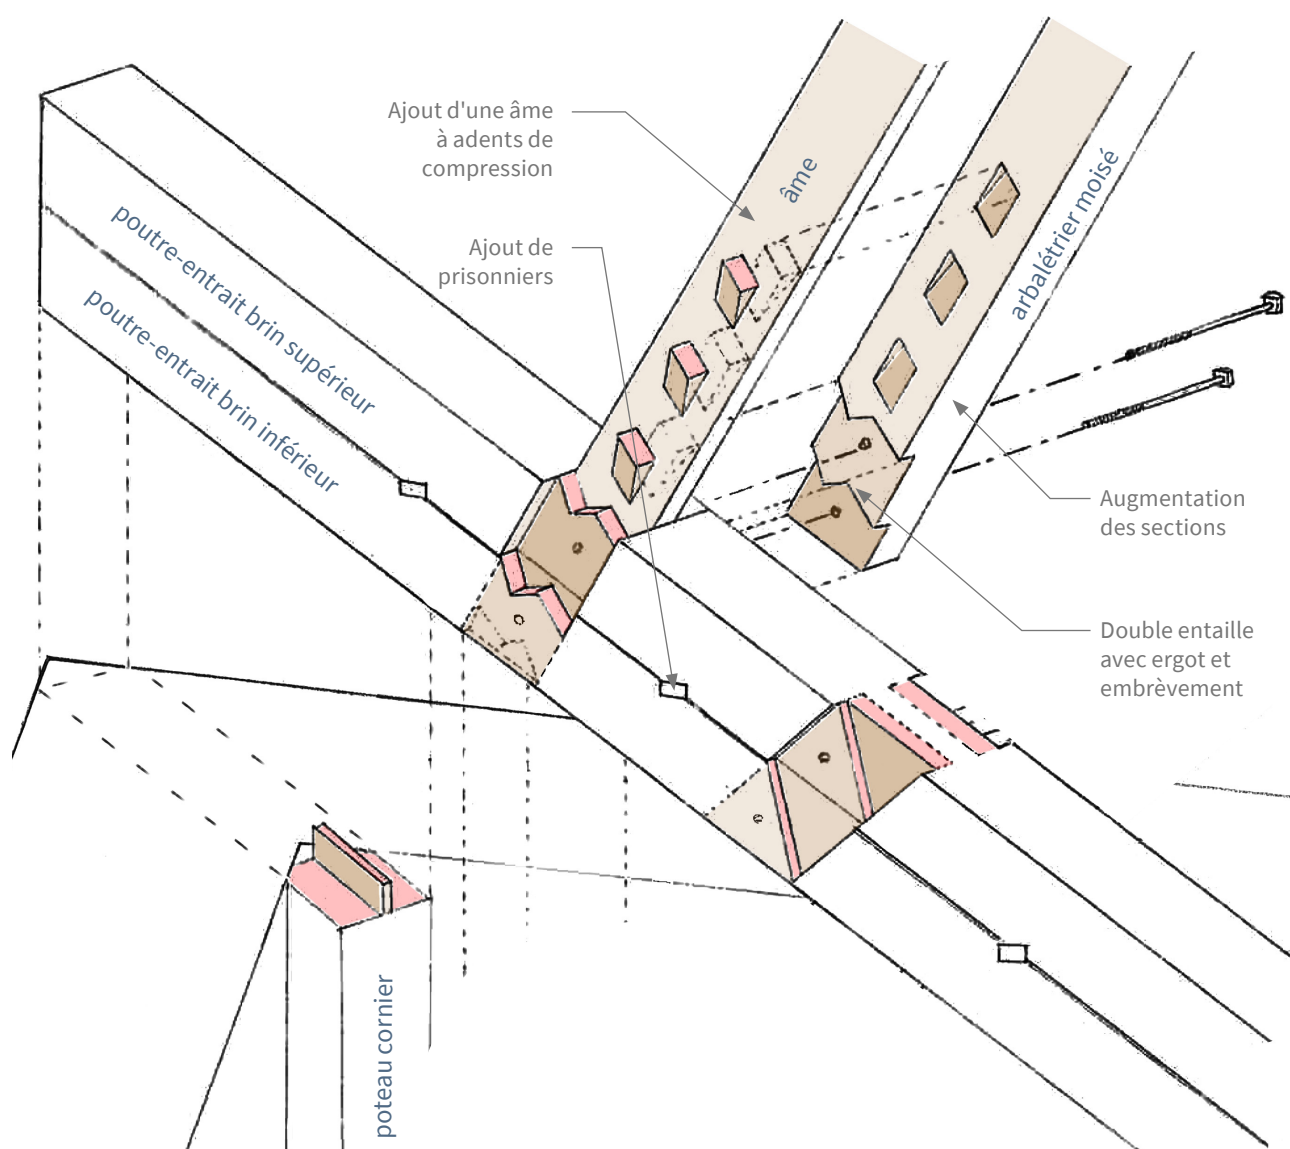 Ajout d'une âme
à adents de
compression
Ajout de
prisonniers
âme
arbalétrier moisé
poutre-entrait brin supérieur
poutre-entrait brin inférieur
Augmentation
des sections
Double entaille
avec ergot et
embrèvement
poteau cornier